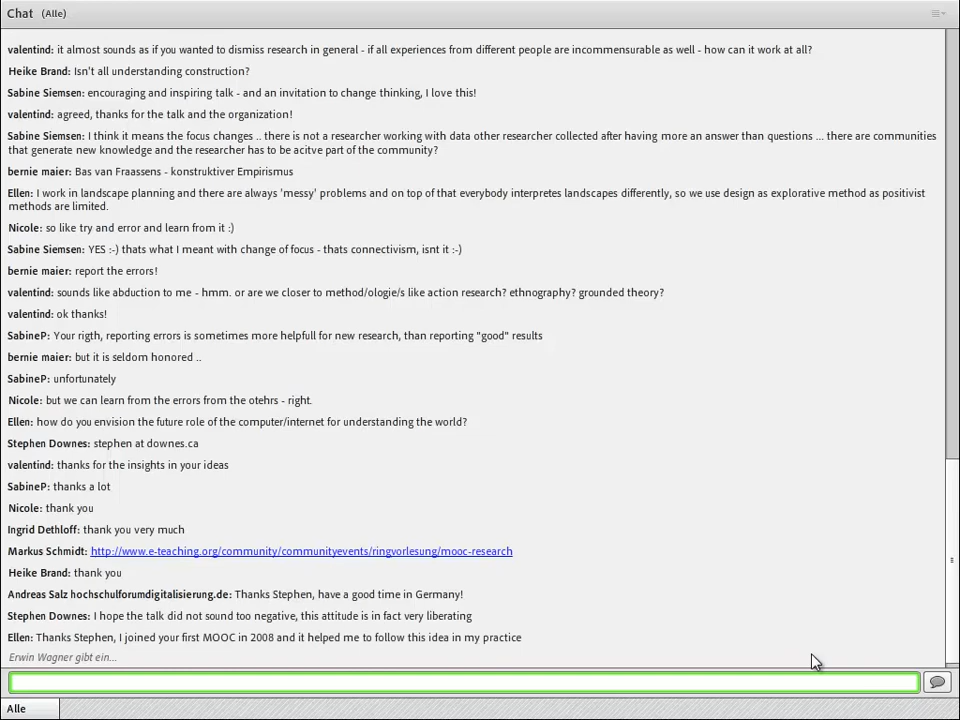 Chat (Alle)
valentind: it almost sounds as if you wanted to dismiss research in general - if all experiences from different people are incommensurable as well - how can it work at all?
Heike Brand: Isn't all understanding construction?
Sabine Siemsen: encouraging and inspiring talk - and an invitation to change thinking, I love this!
valentind: agreed, thanks for the talk and the organization!
Sabine Siemsen: I think it means the focus changes .. there is not a researcher working with data other researcher collected after having more an answer than questions ... there are communities
that generate new knowledge and the researcher has to be acitve part of the community?
bernie maier: Bas van Fraassens - konstruktiver Empirismus
Ellen: I work in landscape planning and there are always 'messy' problems and on top of that everybody interpretes landscapes differently, so we use design as explorative method as positivist
methods are limited.
Nicole: so like try and error and learn from it :)
Sabine Siemsen: YES :-) thats what I meant with change of focus - thats connectivism, isnt it :-)
bernie maier: report the errors!
valentind: sounds like abduction to me - hmm. or are we closer to method/ologie/s like action research? ethnography? grounded theory?
valentind: ok thanks!
SabineP: Your rigth, reporting errors is sometimes more helpfull for new research, than reporting "good" results
bernie maier: but it is seldom honored ..
SabineP: unfortunately
Nicole: but we can learn from the errors from the otehrs - right.
Ellen: how do you envision the future role of the computer/internet for understanding the world?
Stephen Downes: stephen at downes.ca
valentind: thanks for the insights in your ideas
SabineP: thanks a lot
Nicole: thank you
Ingrid Dethloff: thank you very much
Markus Schmidt: http://www.e-teaching.org/community/communityevents/ringvorlesung/mooc-research
Heike Brand: thank you
Andreas Salz hochschulforumdigitalisierung.de: Thanks Stephen, have a good time in Germany!
Stephen Downes: I hope the talk did not sound too negative, this attitude is in fact very liberating
Ellen: Thanks Stephen, I joined your first MOOC in 2008 and it helped me to follow this idea in my practice
Erwin Wagner gibt ein...
Alle